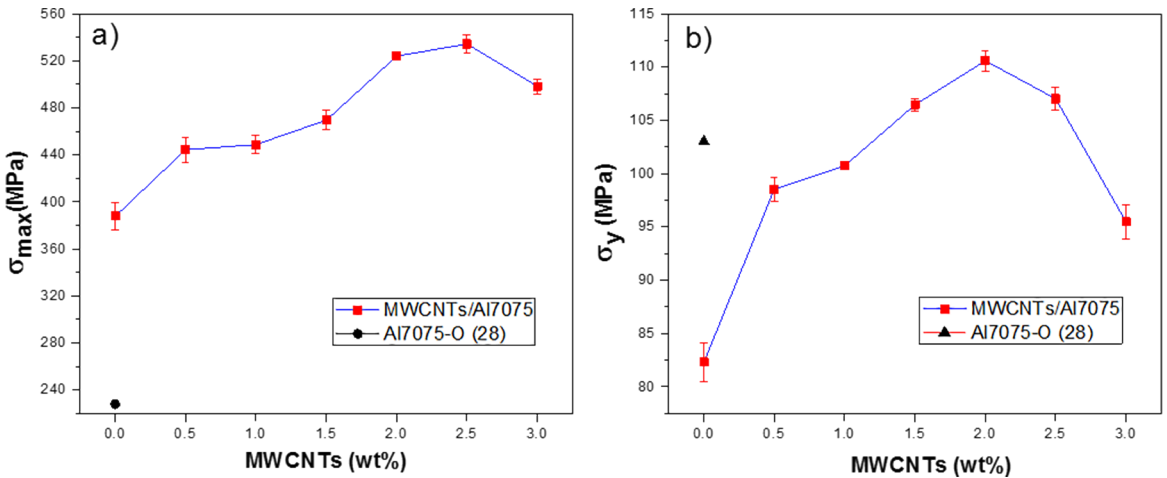 a)
560
520
480
440
400
360
320
280
240
σmax(MPa)
MWCNTs/Al7075
Al7075-O (28)
0.0 0.5 1.0 1.5 2.0 2.5 3.0
MWCNTs (wt%)
b)
115
110
105
100
95
90
85
80
σy (MPa)
MWCNTs/Al7075
Al7075-O (28)
0.0 0.5 1.0 1.5 2.0 2.5 3.0
MWCNTs (wt%)